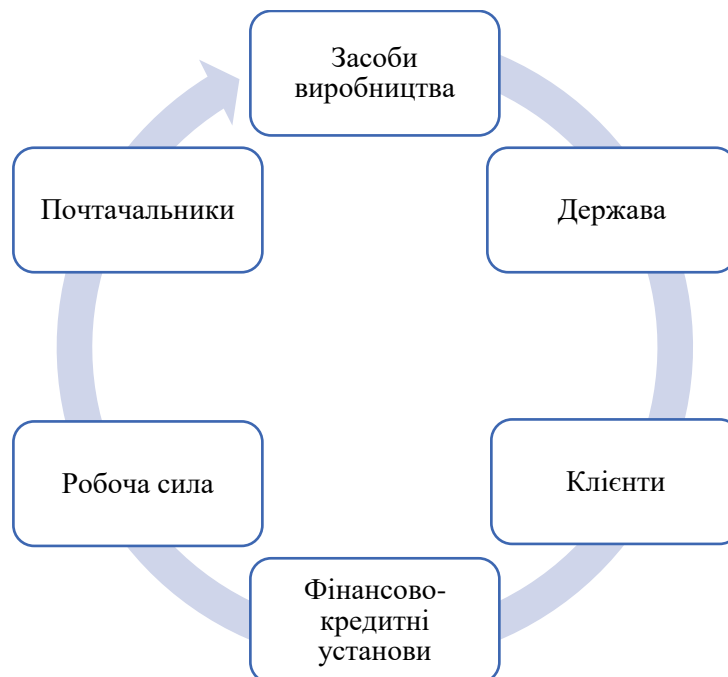 Засоби
виробництва
Держава
Клієнти
Фінансово-
кредитні
установи
Робоча сила
Почтачальники